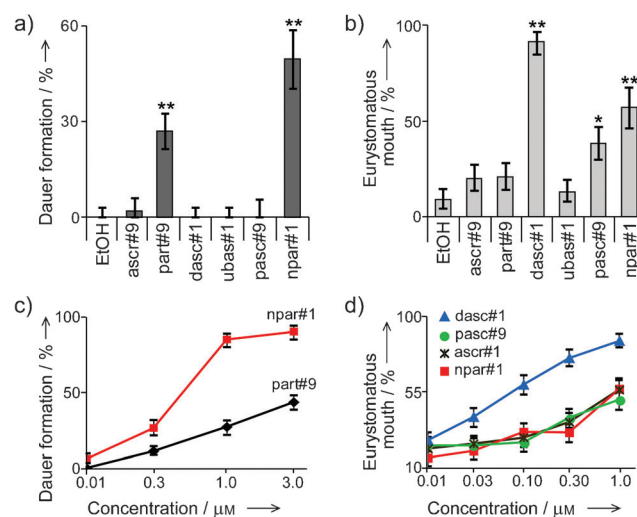 a)
Dauer formation / % →
60
30
0
**
**
EtOH
ascr#9
part#9
dasc#1
ubas#1
pasc#9
npar#1
b)
Eurystomatous
mouth / % →
100
50
0
**
*
**
EtOH
ascr#9
part#9
dasc#1
ubas#1
pasc#9
npar#1
c)
Dauer formation / % →
100
50
0
npar#1
part#9
0.01
0.3
1.0
3.0
Concentration / μM →
d)
Eurystomatous
mouth / % →
100
55
10
dasc#1
pasc#9
ascr#1
npar#1
0.01
0.03
0.10
0.30
1.0
Concentration / μM →